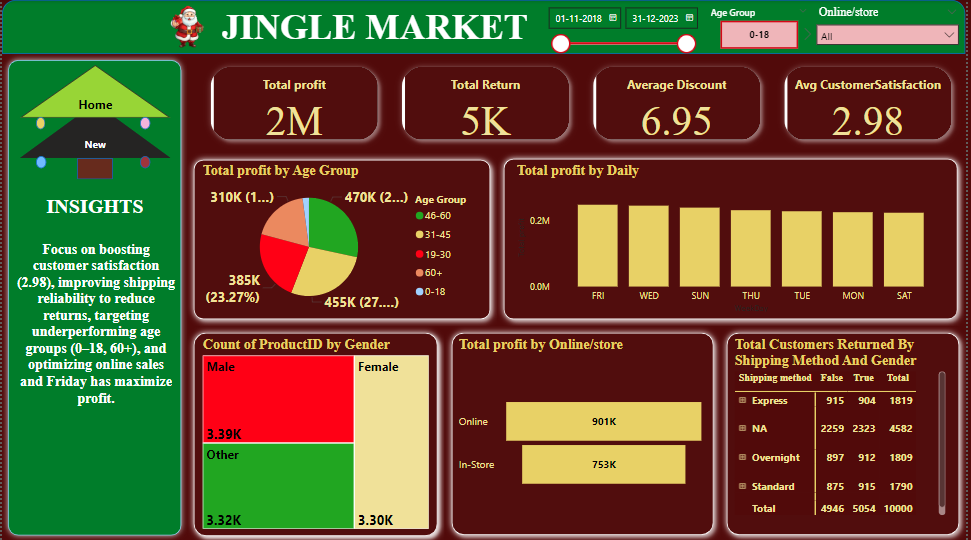 JINGLE MARKET
01-11-2018
31-12-2023
Age Group
0-18
Online/store
All
Home
New
INSIGHTS
Focus on boosting
customer satisfaction
(2.98), improving shipping
reliability to reduce
returns, targeting
underperforming age
groups (0–18, 60+), and
optimizing online sales
and Friday has maximize
profit.
Total profit
2M
Total Return
5K
Average Discount
6.95
Avg CustomerSatisfaction
2.98
Total profit by Age Group
310K (1...)
470K (2...)
385K
(23.27%)
455K (27....)
Age Group
46-60
31-45
19-30
60+
0-18
Total profit by Daily
0.2M
0.0M
FRI WED SUN THU TUE MON SAT
Count of ProductID by Gender
Male
3.39K
Other
3.32K
Female
3.30K
Total profit by Online/store
Online 901K
In-Store 753K
Total Customers Returned By
Shipping Method And Gender
Shipping method False True Total
Express 915 904 1819
NA 2259 2323 4582
Overnight 897 912 1809
Standard 875 915 1790
Total 4946 5054 10000